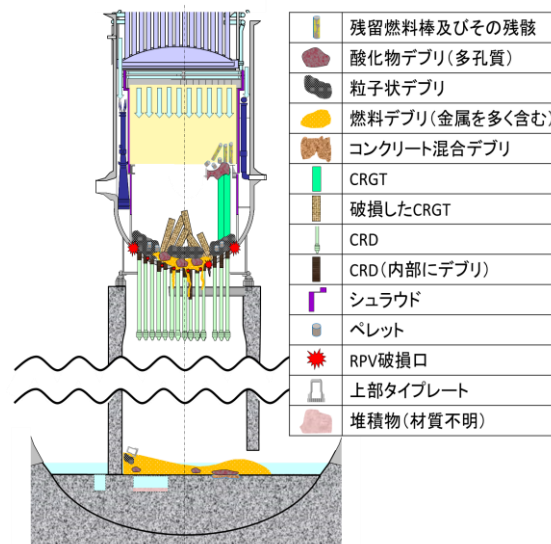 残留燃料棒及びその残骸
酸化物デブリ(多孔質)
粒子状デブリ
燃料デブリ(金属を多く含む)
コンクリート混合デブリ
CRGT
破損したCRGT
CRD
CRD(内部にデブリ)
シュラウド
ペレット
RPV破損口
上部タイプレート
堆積物(材質不明)